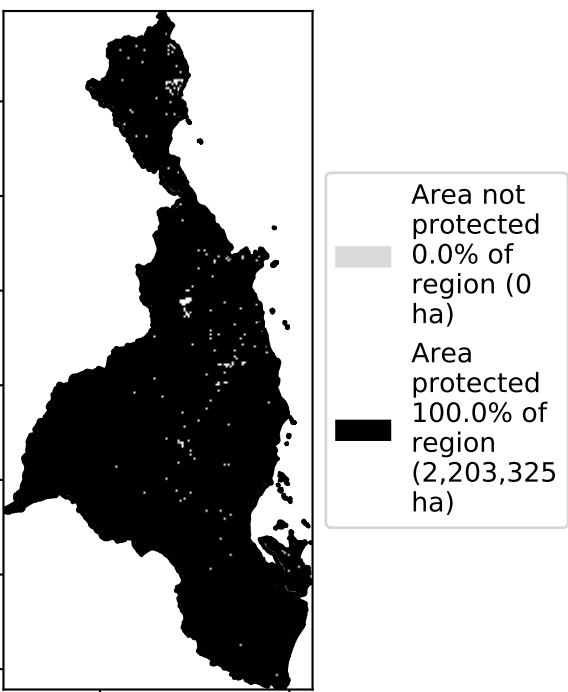 Area not
protected
0.0% of
region (0
ha)
Area
protected
100.0% of
region
(2,203,325
ha)